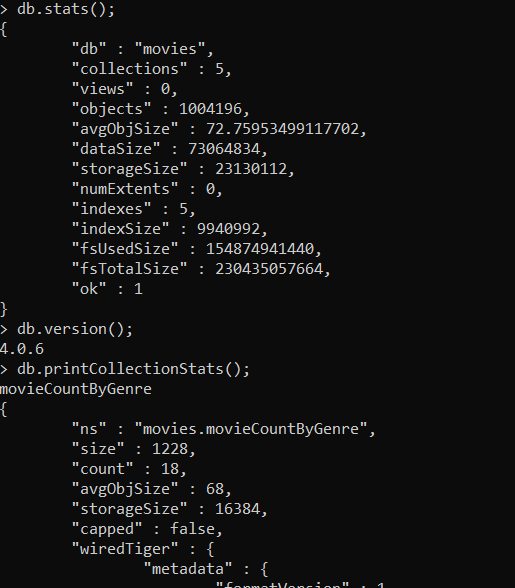 > db.stats();
{
        "db" : "movies",
        "collections" : 5,
        "views" : 0,
        "objects" : 1004196,
        "avgObjSize" : 72.75953499117702,
        "dataSize" : 73064834,
        "storageSize" : 23130112,
        "numExtents" : 0,
        "indexes" : 5,
        "indexSize" : 9940992,
        "fsUsedSize" : 154874941440,
        "fsTotalSize" : 230435057664,
        "ok" : 1
}
> db.version();
4.0.6
> db.printCollectionStats();
movieCountByGenre
{
        "ns" : "movies.movieCountByGenre",
        "size" : 1228,
        "count" : 18,
        "avgObjSize" : 68,
        "storageSize" : 16384,
        "capped" : false,
        "wiredTiger" : {
                "metadata" : {
                        "formatVersion" : 1